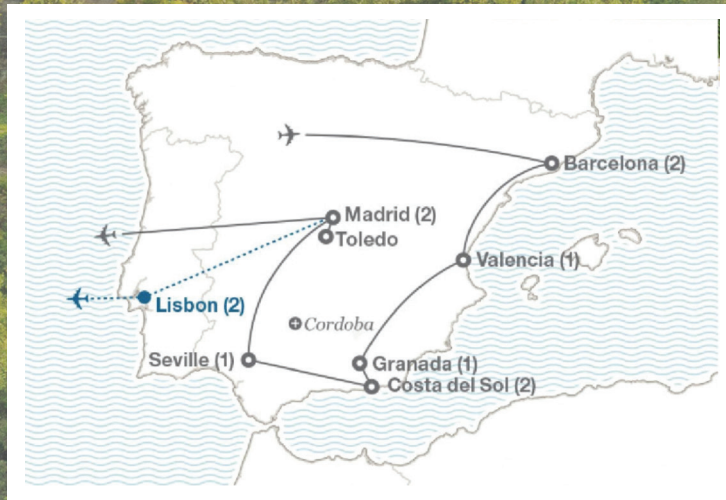 Barcelona (2)
Madrid (2)
Toledo
Valencia (1)
Lisbon (2)
Cordoba
Seville (1)
Granada (1)
Costa del Sol (2)